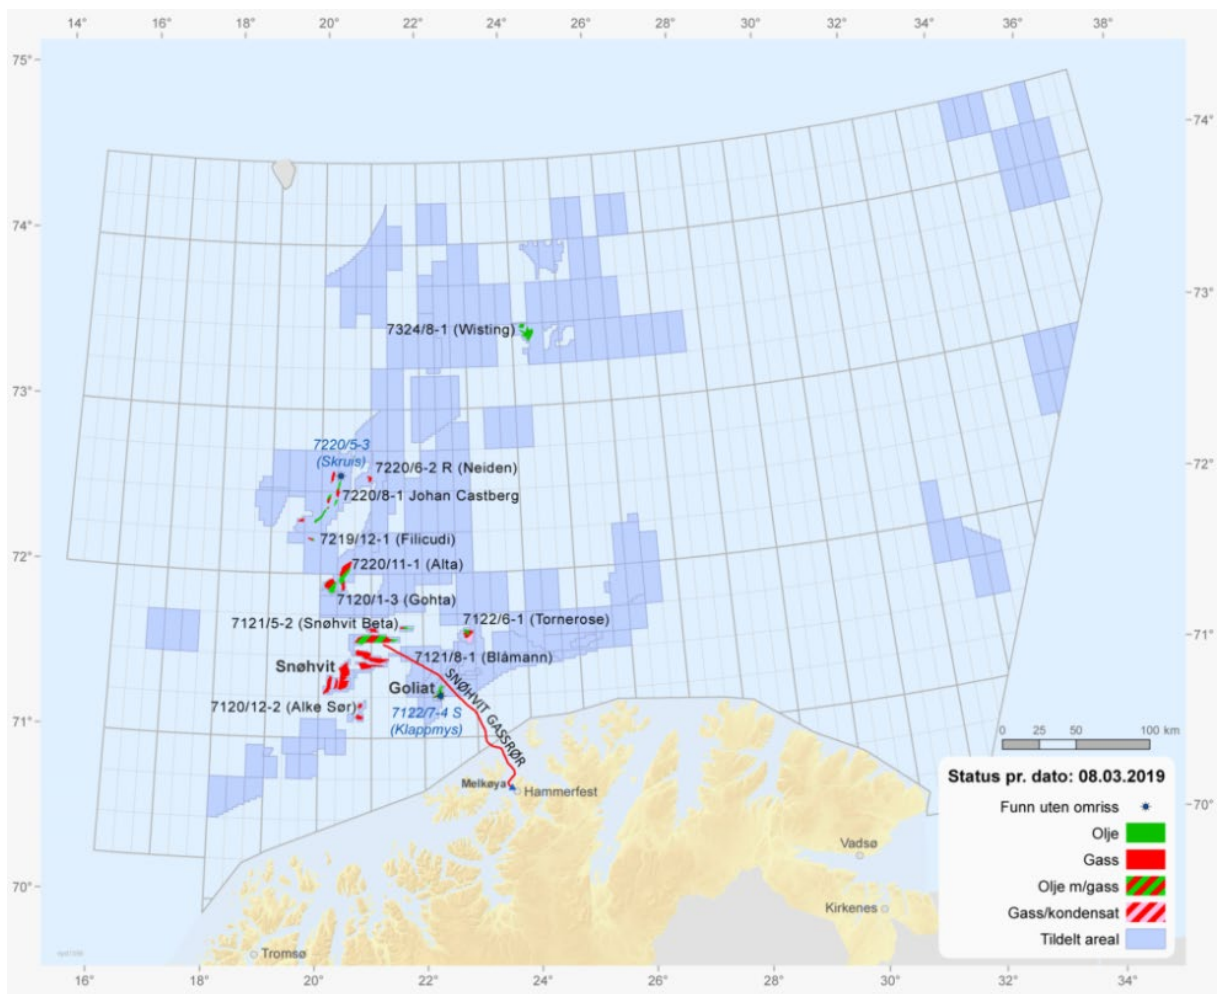 14°
16°
18°
20°
22°
24°
26°
28°
30°
32°
34°
36°
38°
75°
74°
74°
73°
73°
7324/8-1 (Wisting)
7220/5-3
(Skruis)
7220/6-2 R (Neiden)
72°
7220/8-1 Johan Castberg
7219/12-1 (Filicudi)
72°
7220/11-1 (Alta)
7120/1-3 (Gohta)
7121/5-2 (Snøhvit Beta)
7122/6-1 (Tornerose)
71°
7121/8-1 (Blåmann)
Snøhvit
Goliat
SNØHVIT GASSRØR
7120/12-2 (Alke Sør)
7122/7-4 S
(Klappmys)
71°
0 25 50 100 km
Melkøya
Hammerfest
Status pr. dato: 08.03.2019
Funn uten omriss
70°
Olje
Vadsø
Gass
70°
Olje m/gass
Kirkenes
Gass/kondsat
Tildelt areal
Tromsø
16°
18°
20°
22°
24°
26°
28°
30°
32°
34°